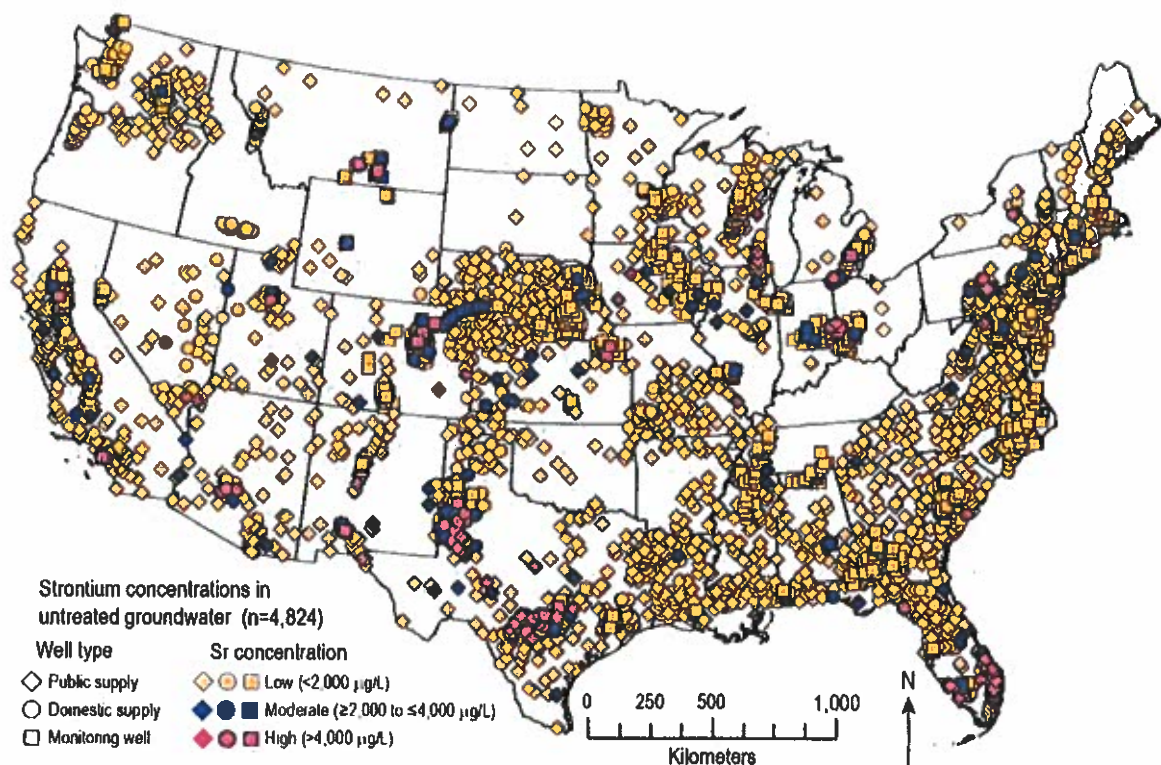 Strontium concentrations in
untreated groundwater (n=4,824)
Well type
Sr concentration
Public supply
Low (<2,000 µg/L)
Domestic supply
Moderate (≥2,000 to ≤4,000 µg/L)
Monitoring well
High (>4,000 µg/L)
0 250 500 1,000
Kilometers
N